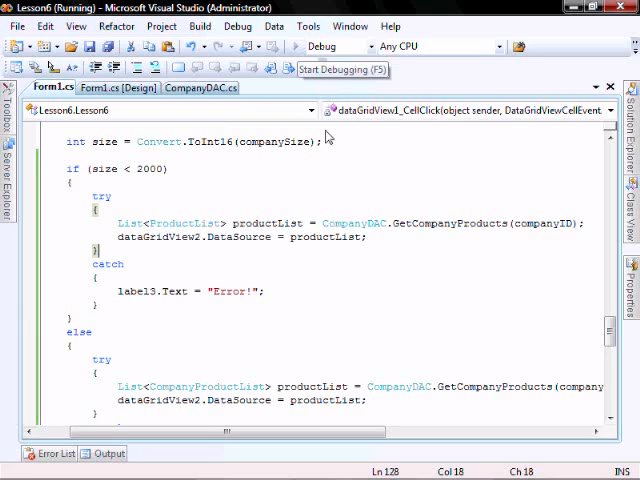 Lesson6 (Running) - Microsoft Visual Studio (Administrator)
File Edit View Refactor Project Build Debug Data Tools Window Help
Debug Any CPU
Start Debugging (F5)
Form1.cs Form1.cs [Design] CompanyDAC.cs
Lesson6.Lesson6 dataGridView1_CellClick(object sender, DataGridViewCellEvent
int size = Convert.ToInt16(companySize);
if (size < 2000)
{
try
{
List<ProductList> productList = CompanyDAC.GetCompanyProducts(companyID);
dataGridView2.DataSource = productList;
}
catch
{
label3.Text = "Error!";
}
}
else
{
try
{
List<CompanyProductList> productList = CompanyDAC.GetCompanyProducts(company
dataGridView2.DataSource = productList;
}
Toolbox
Server Explorer
Solution Explorer
Class View
Properties
Error List Output
Ln 128 Col 18 Ch 18 INS